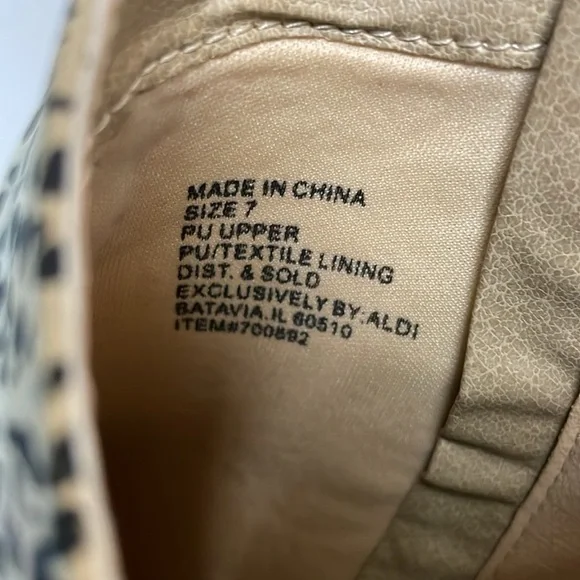 MADE IN CHINA
SIZE 7
PU UPPER
PU/TEXTILE LINING
DIST. & SOLD
EXCLUSIVELY BY:ALDI
BATAVIA.IL 60510
ITEM#700892